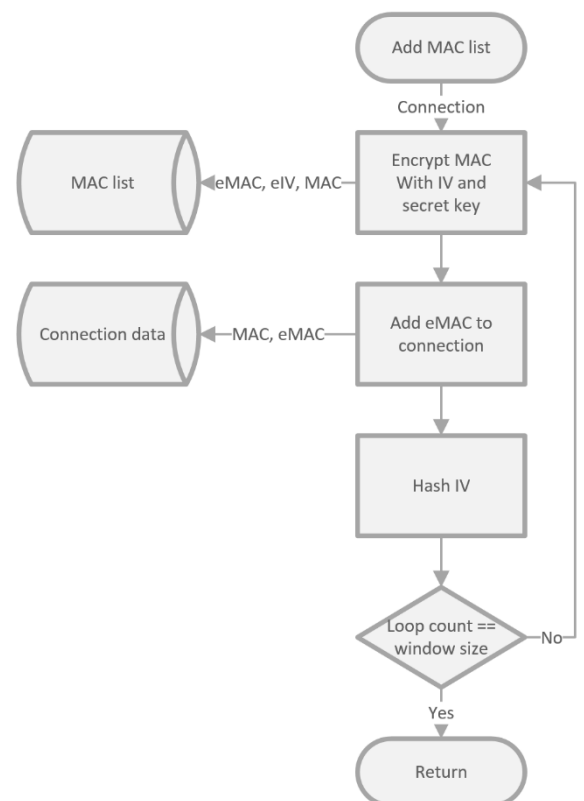 Add MAC list
Connection
Encrypt MAC
With IV and
secret key
eMAC, eIV, MAC
MAC list
Add eMAC to
connection
MAC, eMAC
Connection data
Hash IV
Loop count ==
window size
No
Yes
Return